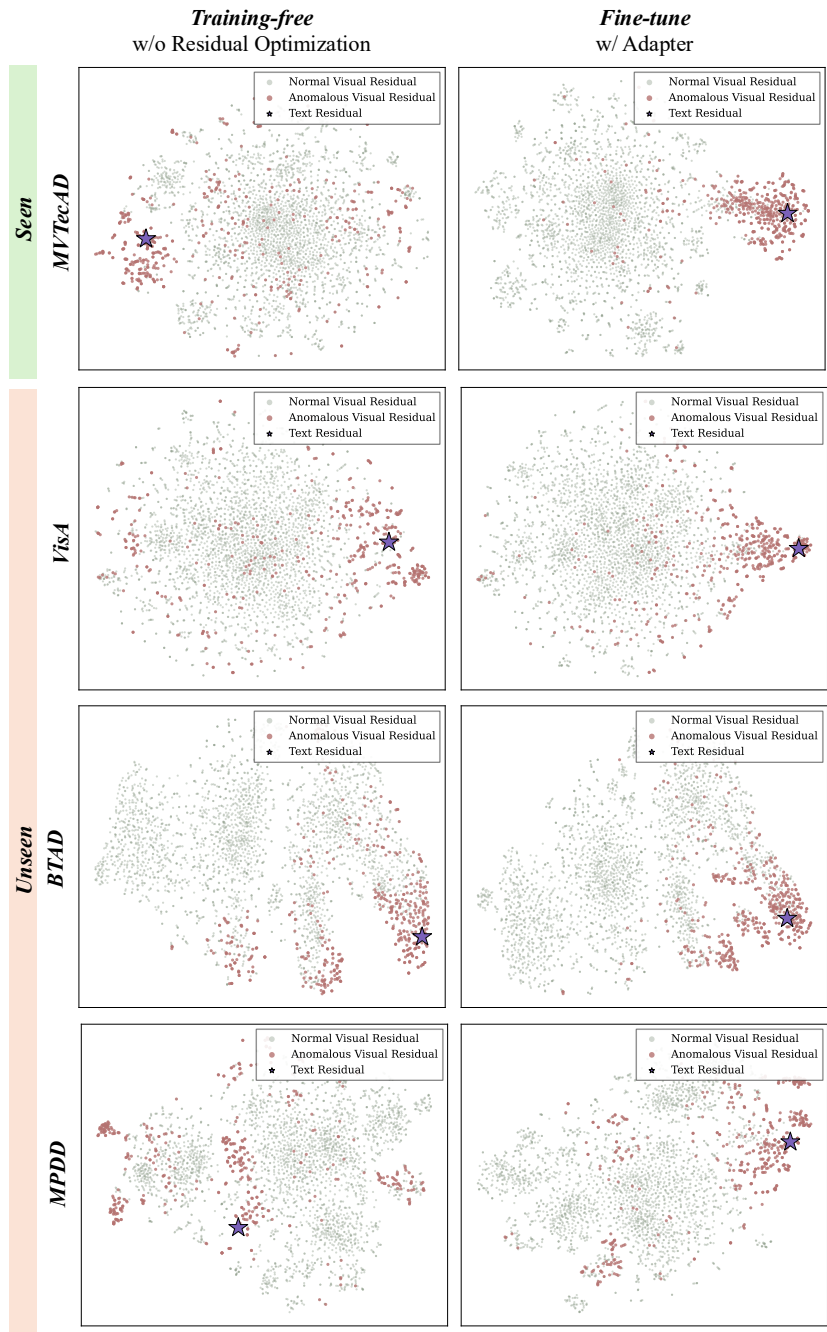 Training-free
w/o Residual Optimization
Fine-tune
w/ Adapter
Seen
MVTecAD
Normal Visual Residual
Anomalous Visual Residual
Text Residual
Normal Visual Residual
Anomalous Visual Residual
Text Residual
Unseen
VisA
Normal Visual Residual
Anomalous Visual Residual
Text Residual
Normal Visual Residual
Anomalous Visual Residual
Text Residual
BTAD
Normal Visual Residual
Anomalous Visual Residual
Text Residual
Normal Visual Residual
Anomalous Visual Residual
Text Residual
MPDD
Normal Visual Residual
Anomalous Visual Residual
Text Residual
Normal Visual Residual
Anomalous Visual Residual
Text Residual